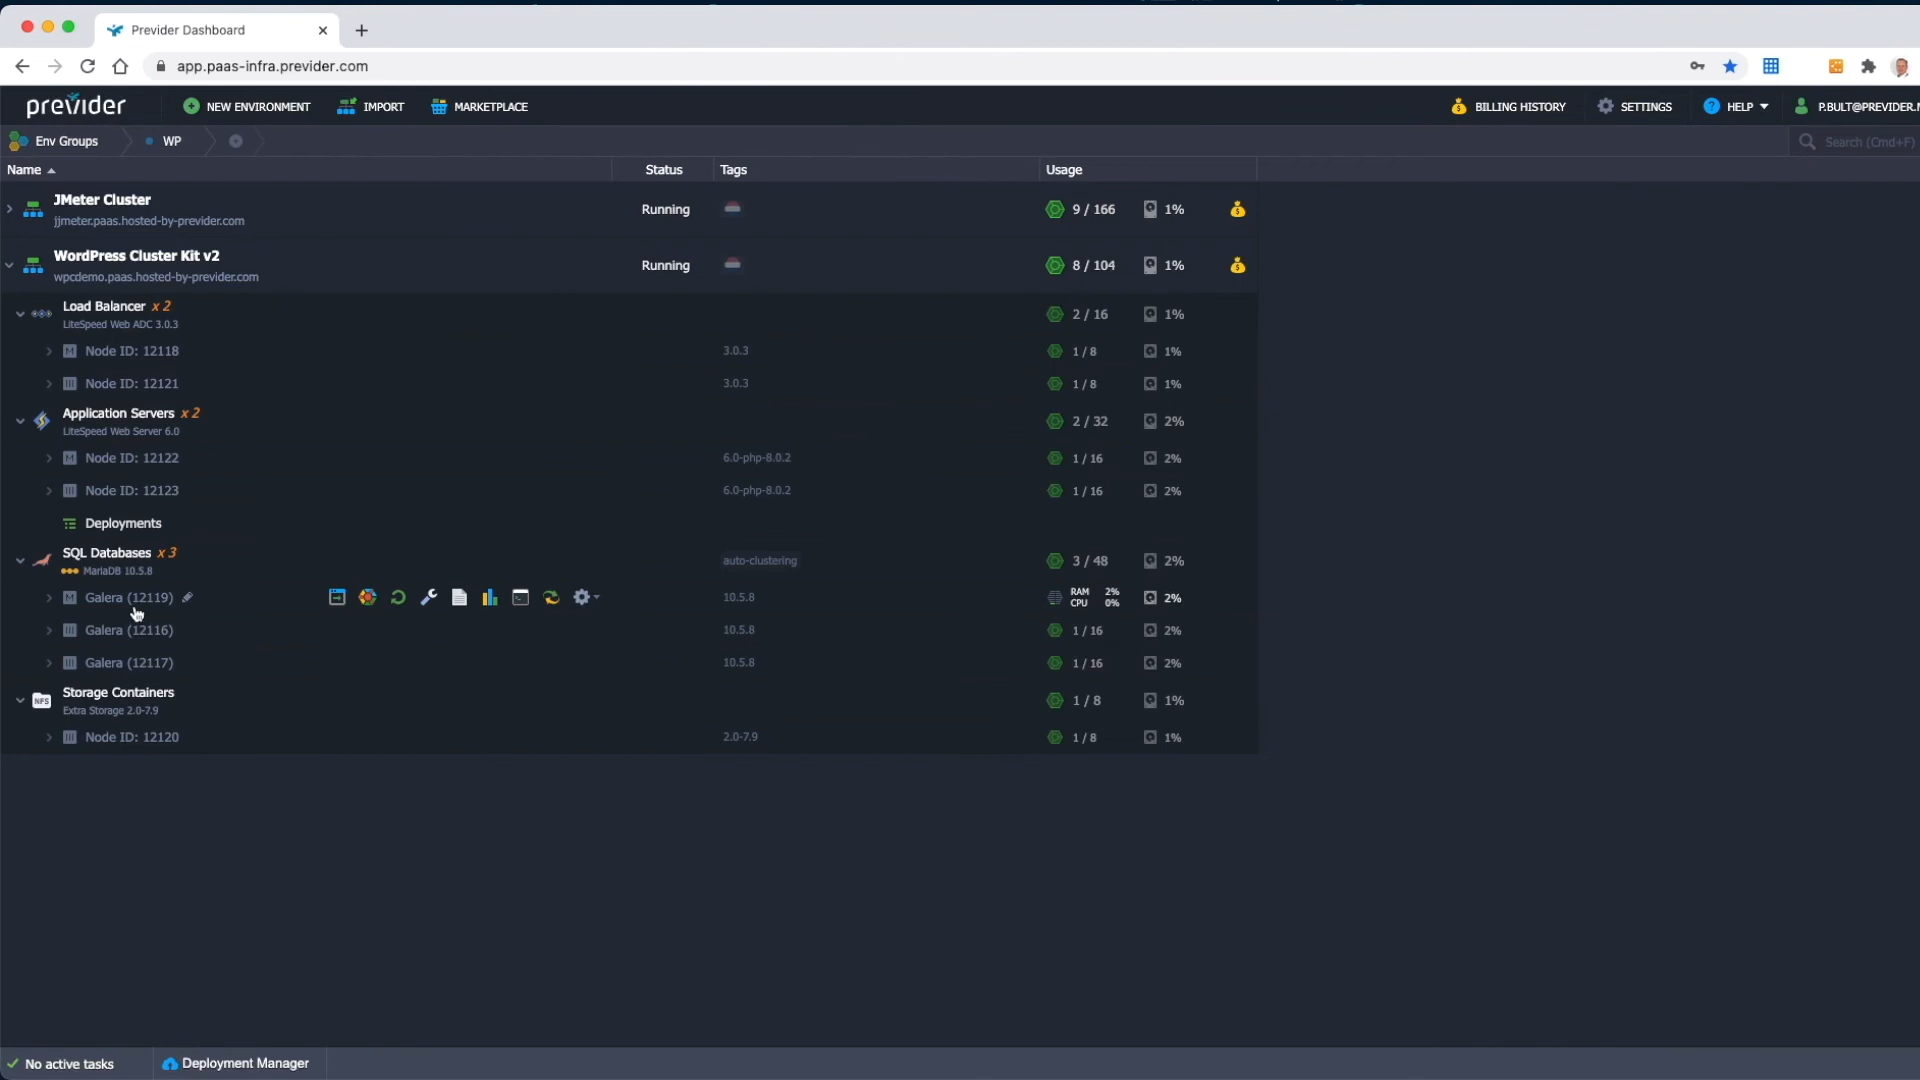 Previder Dashboard
app.paas-infra.previder.com
previder
NEW ENVIRONMENT
IMPORT
MARKETPLACE
BILLING HISTORY
SETTINGS
HELP
P.BULT@PREVIDER.N
Env Groups
WP
Search (Cmd+F)
Name
Status
Tags
Usage
JMeter Cluster
jjmeter.paas.hosted-by-previder.com
Running
9 / 166
1%
WordPress Cluster Kit v2
wpcdemo.paas.hosted-by-previder.com
Running
8 / 104
1%
Load Balancer x 2
LiteSpeed Web ADC 3.0.3
2 / 16
1%
Node ID: 12118
3.0.3
1 / 8
1%
Node ID: 12121
3.0.3
1 / 8
1%
Application Servers x 2
LiteSpeed Web Server 6.0
2 / 32
2%
Node ID: 12122
6.0-php-8.0.2
1 / 16
2%
Node ID: 12123
6.0-php-8.0.2
1 / 16
2%
Deployments
SQL Databases x 3
MariaDB 10.5.8
auto-clustering
3 / 48
2%
Galera (12119)
10.5.8
RAM 2%
CPU 0%
2%
Galera (12116)
10.5.8
1 / 16
2%
Galera (12117)
10.5.8
1 / 16
2%
NFS
Storage Containers
Extra Storage 2.0-7.9
1 / 8
1%
Node ID: 12120
2.0-7.9
1 / 8
1%
No active tasks
Deployment Manager